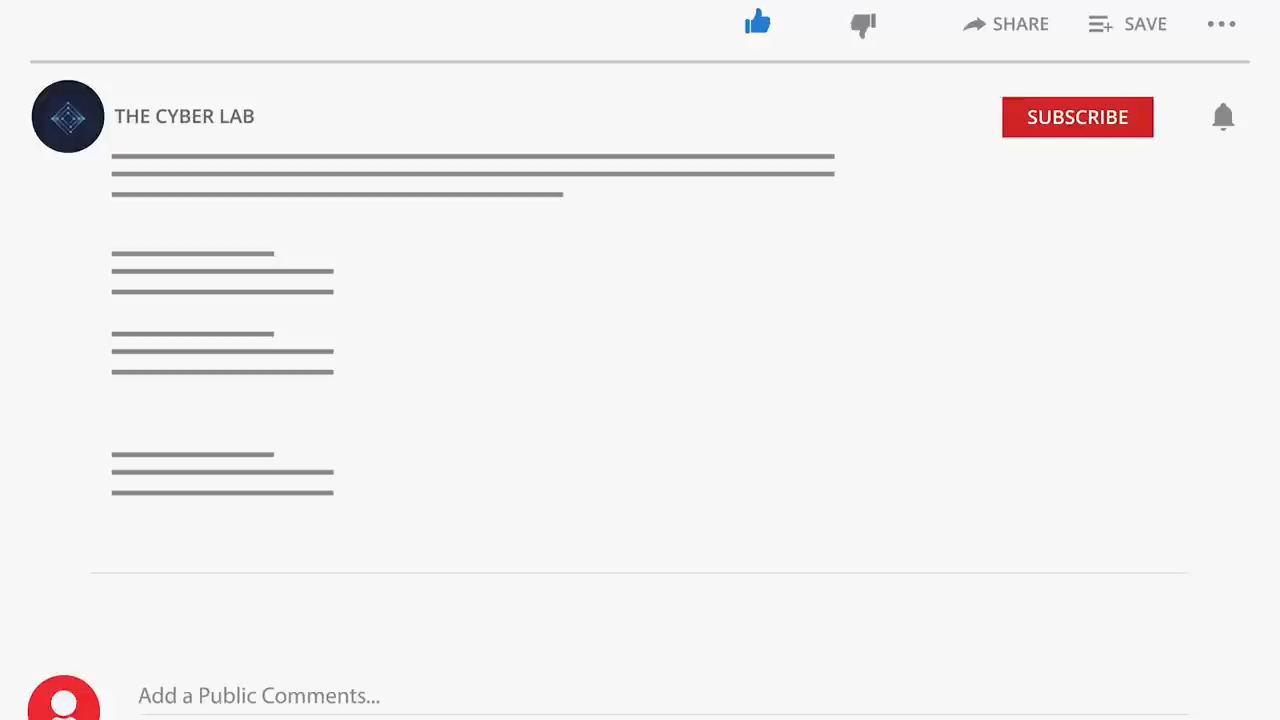 SHARE
SAVE
THE CYBER LAB
SUBSCRIBE
Add a Public Comments...